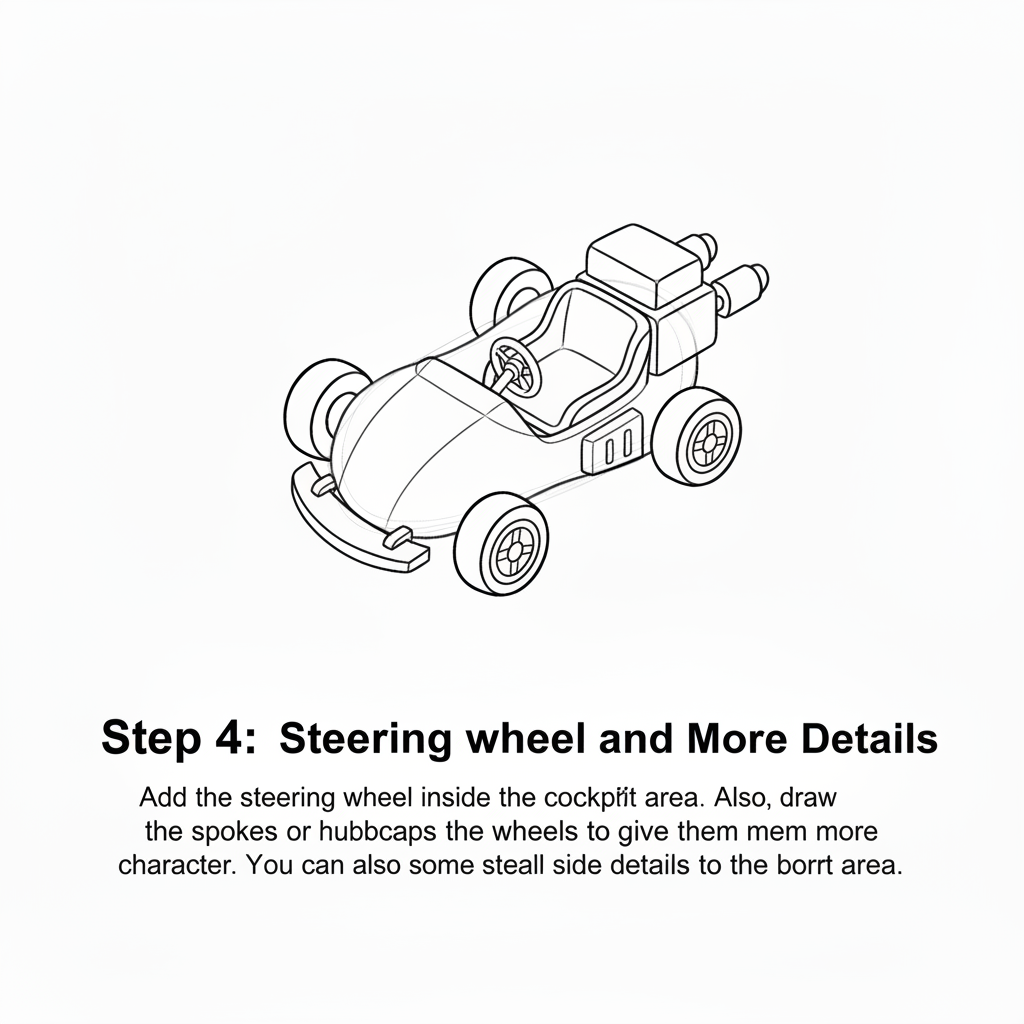 Step 4: Steering wheel and More Details
Add the steering wheel inside the cockpit area. Also, draw
the spokes or hubbcaps the wheels to give them mem more
character. You can also some steall side details to the borrt area.